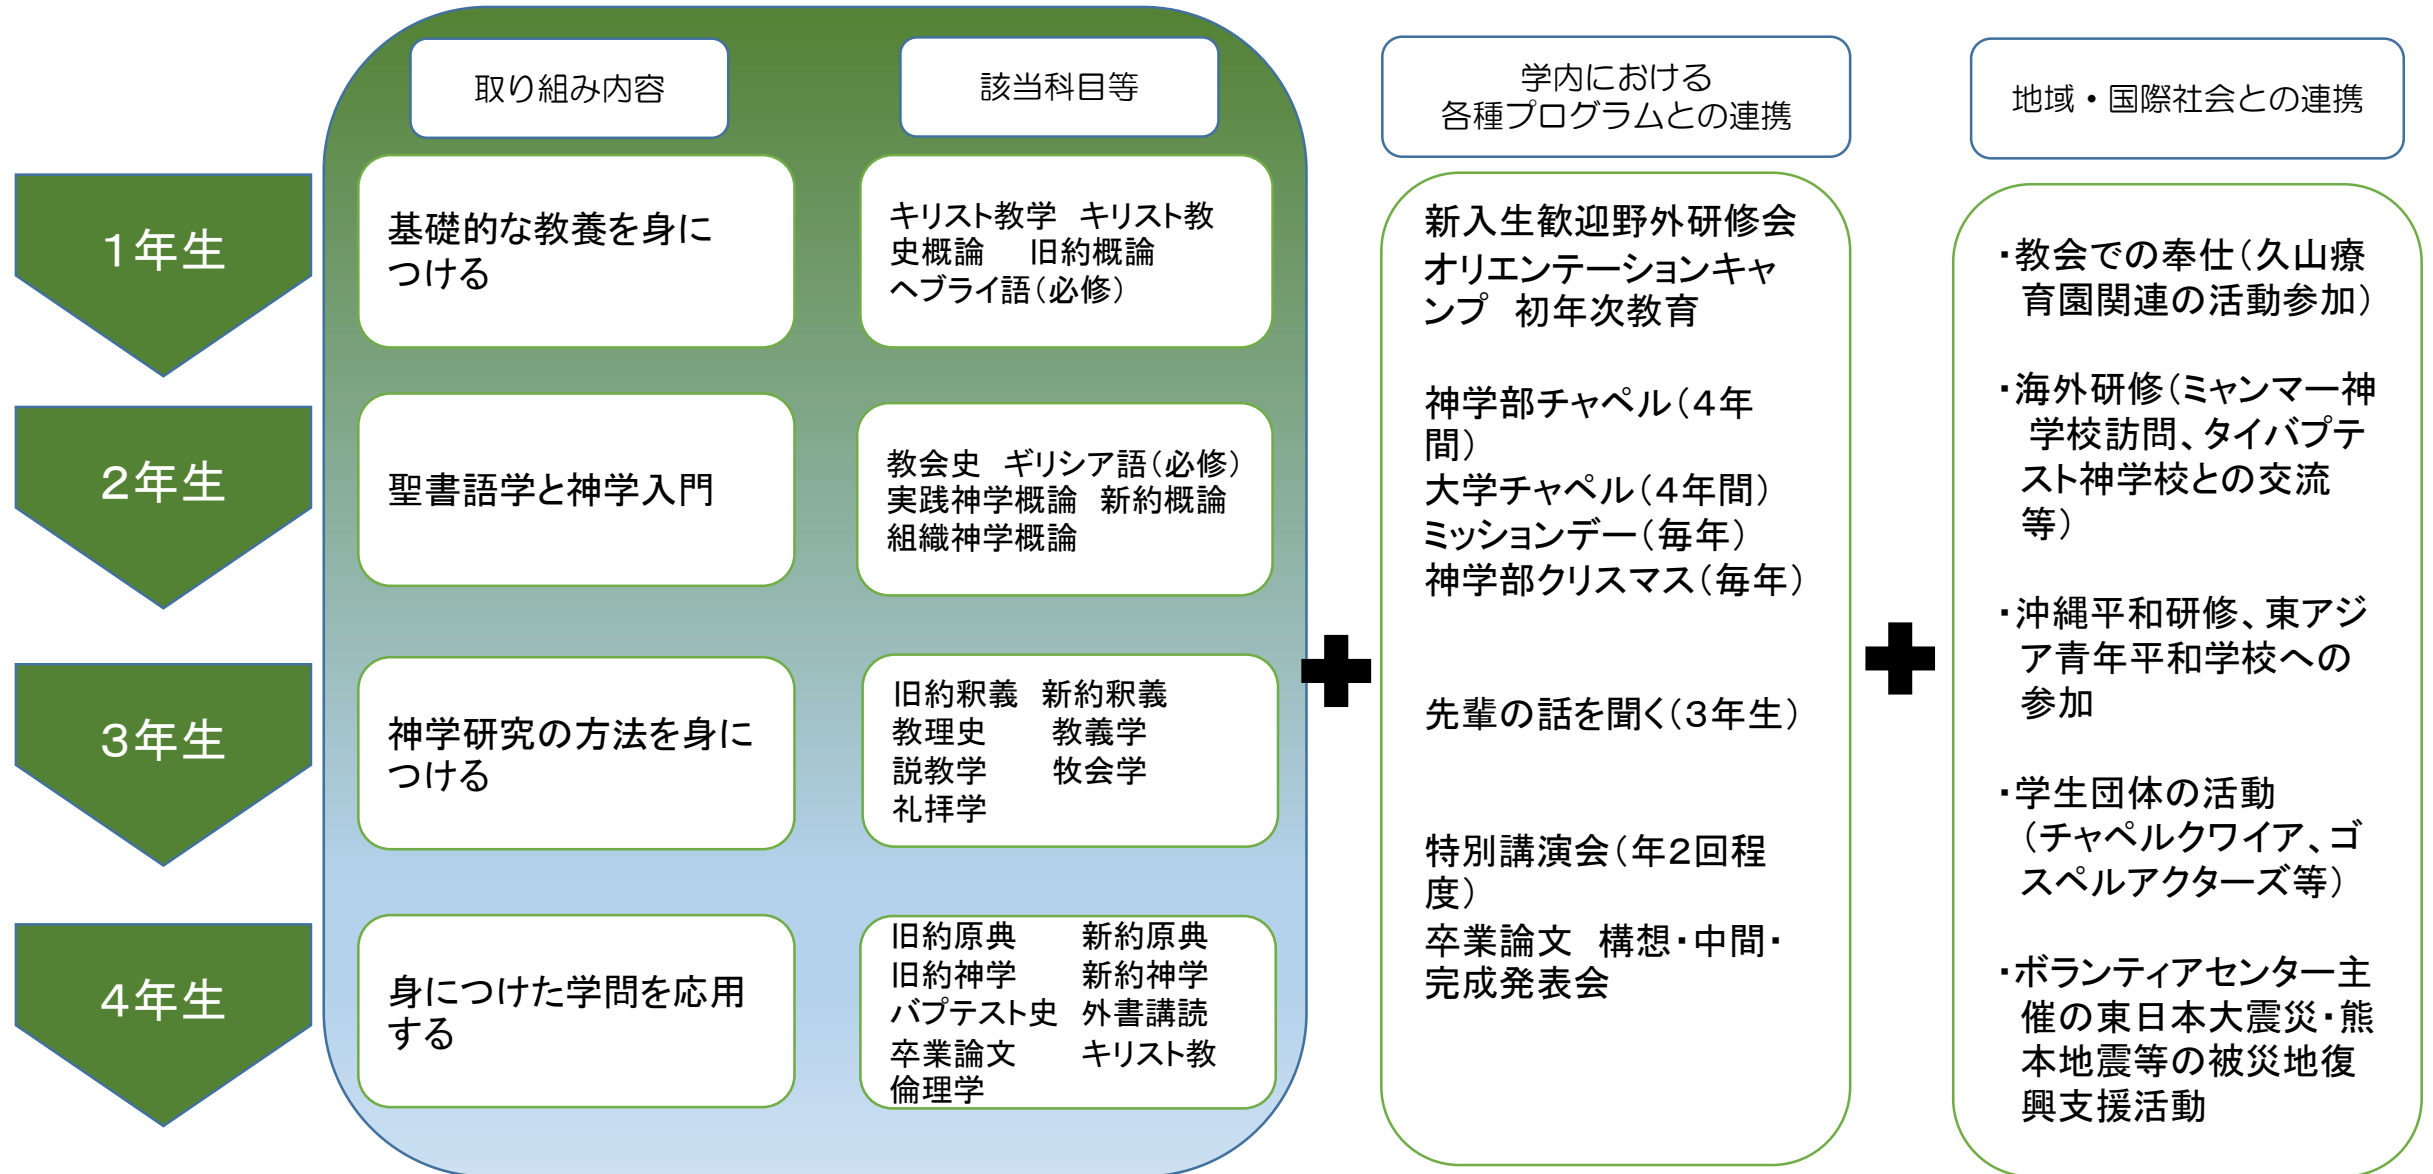 取り組み内容
該当科目等
学内における
各種プログラムとの連携
地域・国際社会との連携
1年生
基礎的な教養を身に
つける
キリスト教学　キリスト教
史概論　旧約概論
ヘブライ語（必修）
2年生
聖書語学と神学入門
教会史　ギリシア語（必修）
実践神学概論　新約概論
組織神学概論
3年生
神学研究の方法を身に
つける
旧約釈義　新約釈義
教理史　教義学
説教学　牧会学
礼拝学
4年生
身につけた学問を応用
する
旧約原典　新約原典
旧約神学　新約神学
バプテスト史　外書講読
卒業論文　キリスト教
倫理学
新入生歓迎野外研修会
オリエンテーションキャ
ンプ　初年次教育
神学部チャペル（4年
間）
大学チャペル（4年間）
ミッションデー（毎年）
神学部クリスマス（毎年）
先輩の話を聞く（3年生）
特別講演会（年2回程
度）
卒業論文　構想・中間・
完成発表会
・教会での奉仕（久山療
育園関連の活動参加）
・海外研修（ミャンマー神
学校訪問、タイバプテ
スト神学校との交流
等）
・沖縄平和研修、東アジ
ア青年平和学校への
参加
・学生団体の活動
（チャペルクワイア、ゴ
スペルアクターズ等）
・ボランティアセンター主
催の東日本大震災・熊
本地震等の被災地復
興支援活動